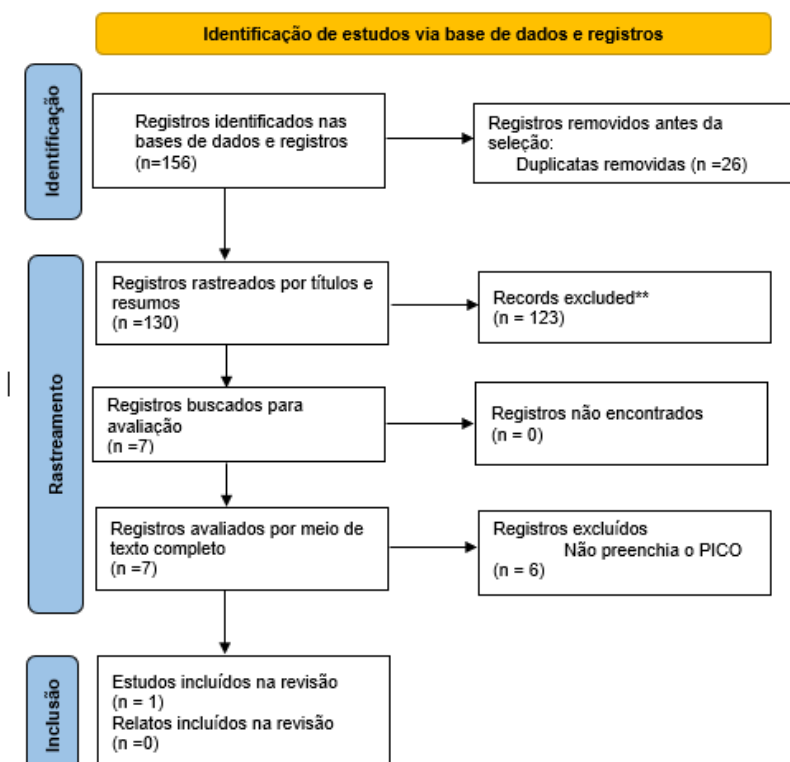 Identificação de estudos via base de dados e registros
Identificação
Registros identificados nas
bases de dados e registros
(n=156)
Registros removidos antes da
seleção:
Duplicatas removidas (n =26)
Rastreamento
Registros rastreados por títulos e
resumos
(n =130)
Records excluded**
(n = 123)
Registros buscados para
avaliação
(n =7)
Registros não encontrados
(n = 0)
Registros avaliados por meio de
texto completo
(n =7)
Registros excluídos
Não preenchia o PICO
(n = 6)
Inclusão
Estudos incluídos na revisão
(n = 1)
Relatos incluídos na revisão
(n =0)